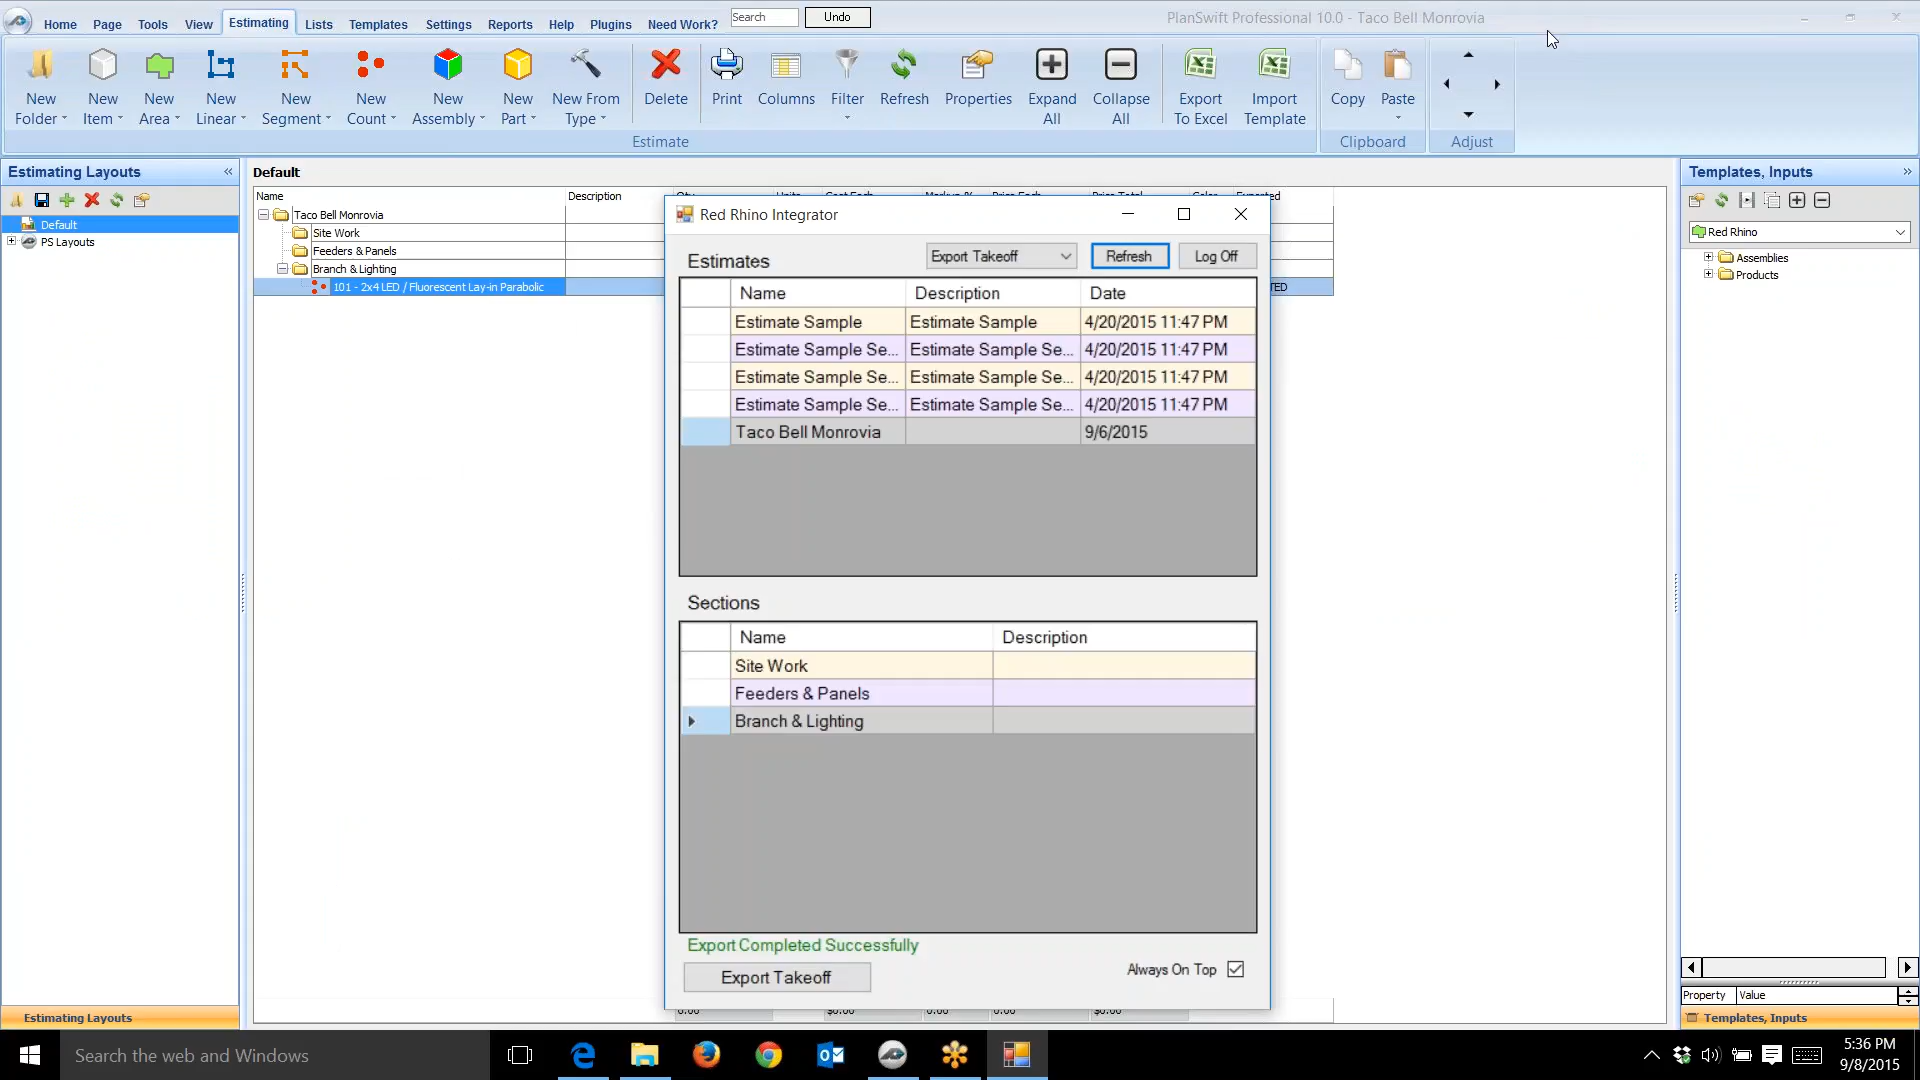 Home Page Tools View Estimating Lists Templates Settings Reports Help Plugins Need Work? Search Undo PlanSwift Professional 10.0 - Taco Bell Monrovia
New Folder New Item New Area New Linear New Segment New Count New Assembly New Part New From Type Delete Print Columns Filter Refresh Properties Expand All Collapse All Export To Excel Import Template Copy Paste
Estimate Clipboard Adjust
Estimating Layouts
Default
PS Layouts
Default
Name Description
Taco Bell Monrovia
Site Work
Feeders & Panels
Branch & Lighting
101 - 2x4 LED / Fluorescent Lay-in Parabolic
Red Rhino Integrator
Estimates Export Takeoff Refresh Log Off
Name Description Date
Estimate Sample Estimate Sample 4/20/2015 11:47 PM
Estimate Sample Se... Estimate Sample Se... 4/20/2015 11:47 PM
Estimate Sample Se... Estimate Sample Se... 4/20/2015 11:47 PM
Estimate Sample Se... Estimate Sample Se... 4/20/2015 11:47 PM
Taco Bell Monrovia 9/6/2015
Sections
Name Description
Site Work
Feeders & Panels
Branch & Lighting
Export Completed Successfully
Export Takeoff Always On Top
Templates, Inputs
Red Rhino
Assemblies
Products
Property Value
Estimating Layouts
Templates, Inputs
Search the web and Windows
5:36 PM
9/8/2015